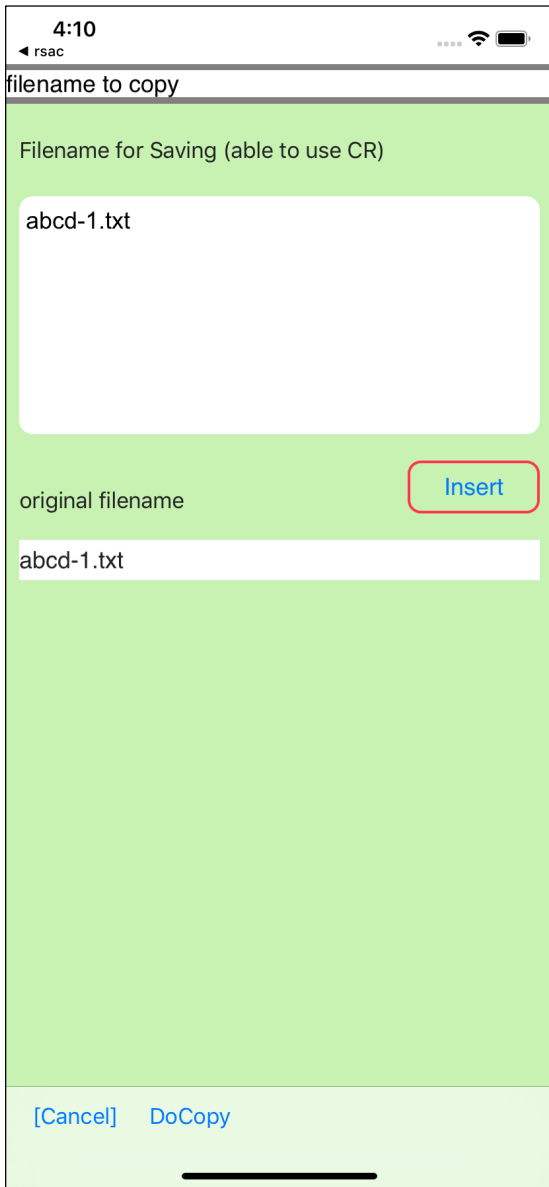 4:10
◀ rsac
filename to copy
Filename for Saving (able to use CR)
abcd-1.txt
Insert
original filename
abcd-1.txt
[Cancel] DoCopy